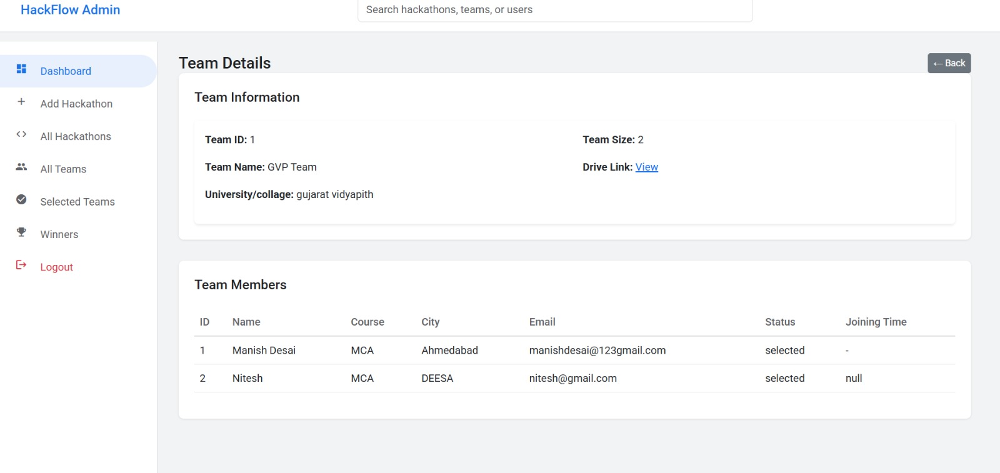 HackFlow Admin
Search hackathons, teams, or users
Dashboard
Add Hackathon
All Hackathons
All Teams
Selected Teams
Winners
Logout
Team Details
← Back
Team Information
Team ID: 1
Team Size: 2
Team Name: GVP Team
Drive Link: View
University/collage: gujarat vidyapith
Team Members
ID Name Course City Email Status Joining Time
1 Manish Desai MCA Ahmedabad manishdesai@123gmail.com selected -
2 Nitesh MCA DEESA nitesh@gmail.com selected null